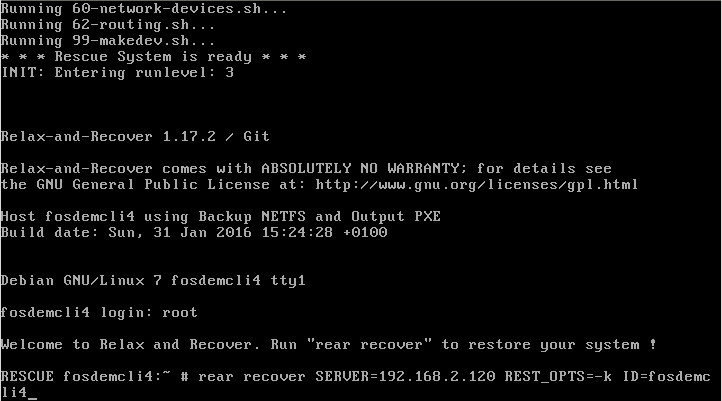 Running 60-network-devices.sh...
Running 62-routing.sh...
Running 99-makedev.sh...
* * * Rescue System is ready * * *
INIT: Entering runlevel: 3
Relax-and-Recover 1.17.2 / Git
Relax-and-Recover comes with ABSOLUTELY NO WARRANTY; for details see
the GNU General Public License at: http://www.gnu.org/licenses/gpl.html
Host fosdemcli4 using Backup NETFS and Output PXE
Build date: Sun, 31 Jan 2016 15:24:28 +0100
Debian GNU/Linux 7 fosdemcli4 tty1
fosdemcli4 login: root
Welcome to Relax and Recover. Run "rear recover" to restore your system !
RESCUE fosdemcli4:~ # rear recover SERVER=192.168.2.120 REST_OPTS=-k ID=fosdemc
li4_